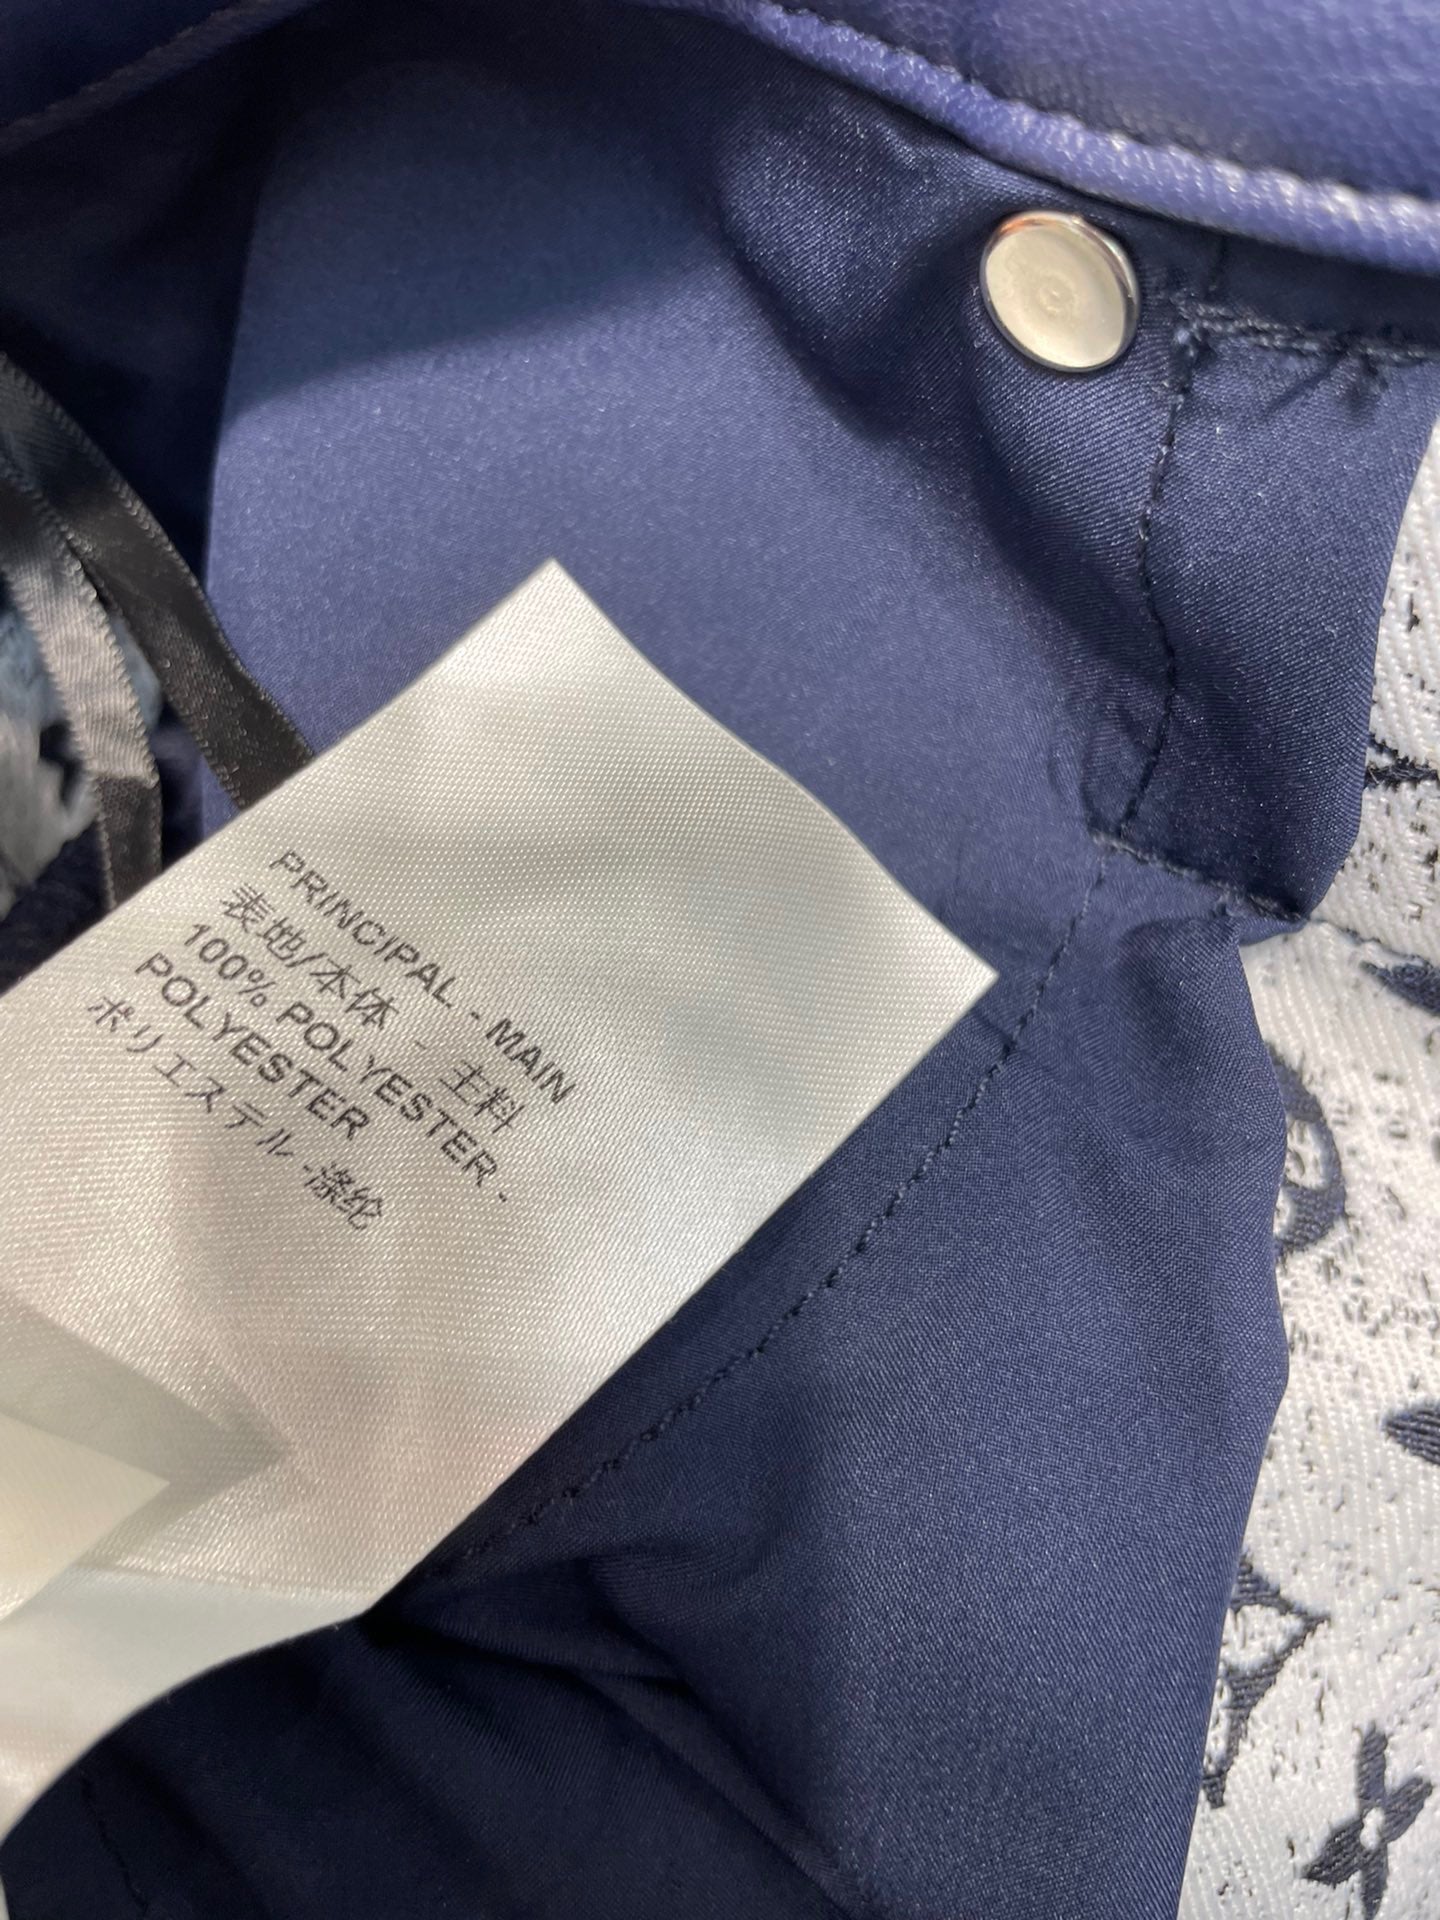 PRINCIPAL - MAIN
表地/本体 - 主料
100% POLYESTER -
POLYESTER
ポリエステル -涤纶